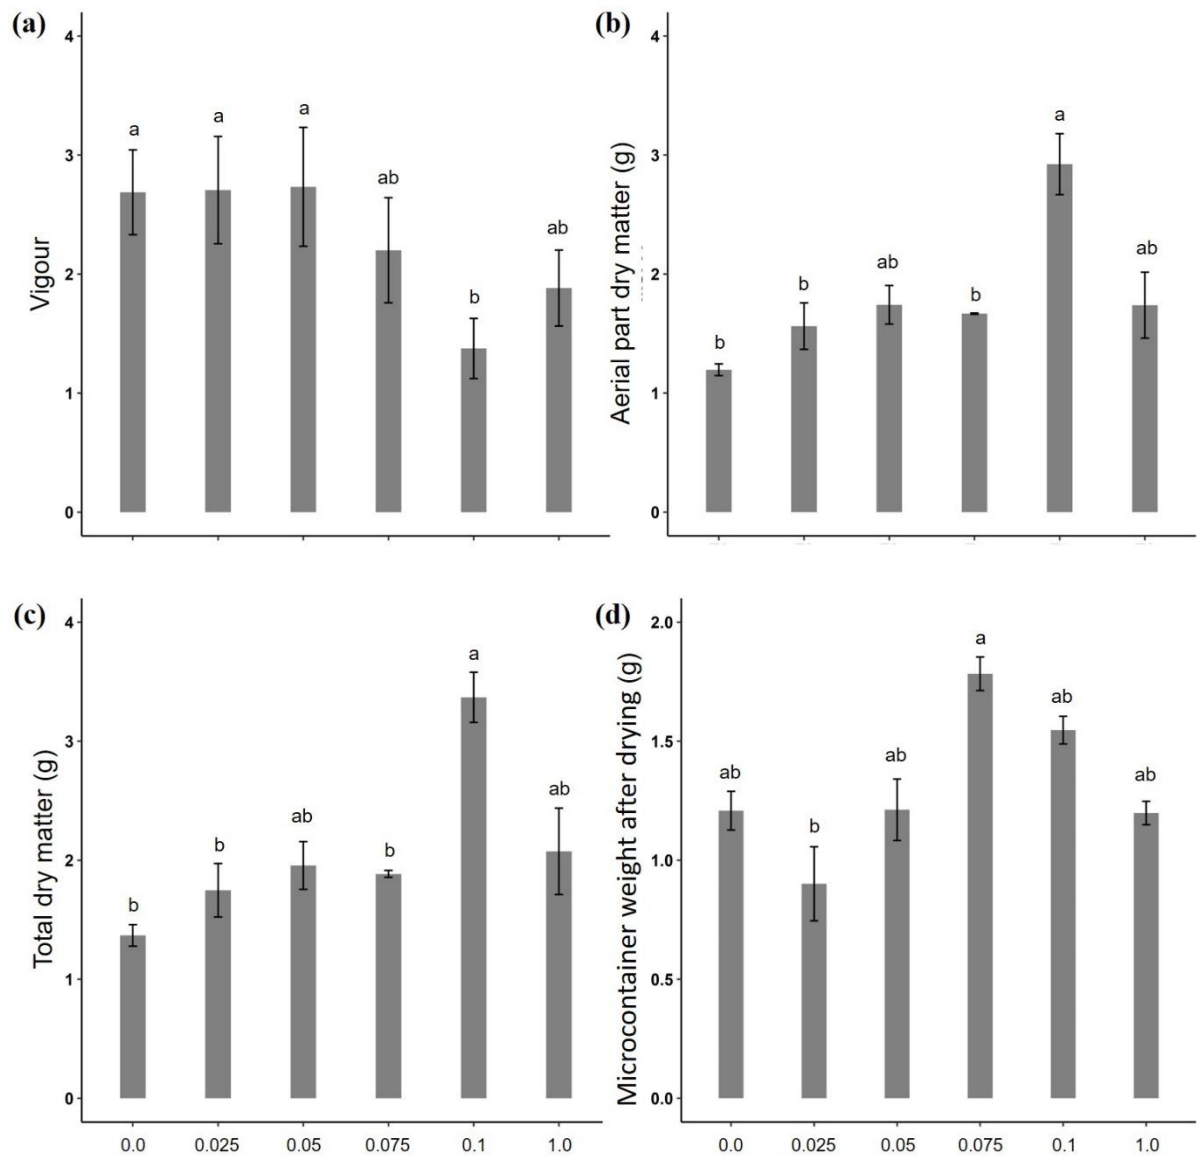 (a)
Vigour
4
3
2
1
0
a
a
a
ab
b
ab
(b)
Aerial part dry matter (g)
4
3
2
1
0
b
b
ab
b
a
ab
(c)
Total dry matter (g)
4
3
2
1
0
b
b
ab
b
a
ab
0.0 0.025 0.05 0.075 0.1 1.0
(d)
Microcontainer weight after drying (g)
2.0
1.5
1.0
0.5
0.0
ab
b
ab
a
ab
ab
0.0 0.025 0.05 0.075 0.1 1.0